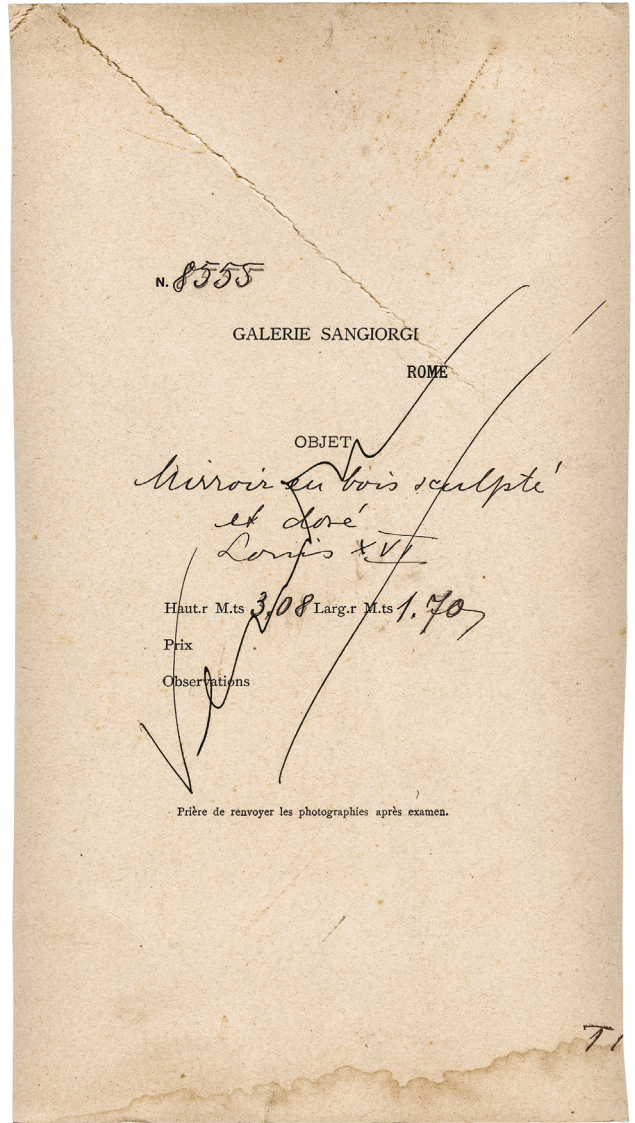 N. 8555
GALERIE SANGIORGI
ROME
OBJET
Mirroir en bois sculpté
et doré
Louis XVI
Haut.r M.ts 3,08 Larg.r M.ts 1.70
Prix
Observations
Prière de renvoyer les photographies après examen.